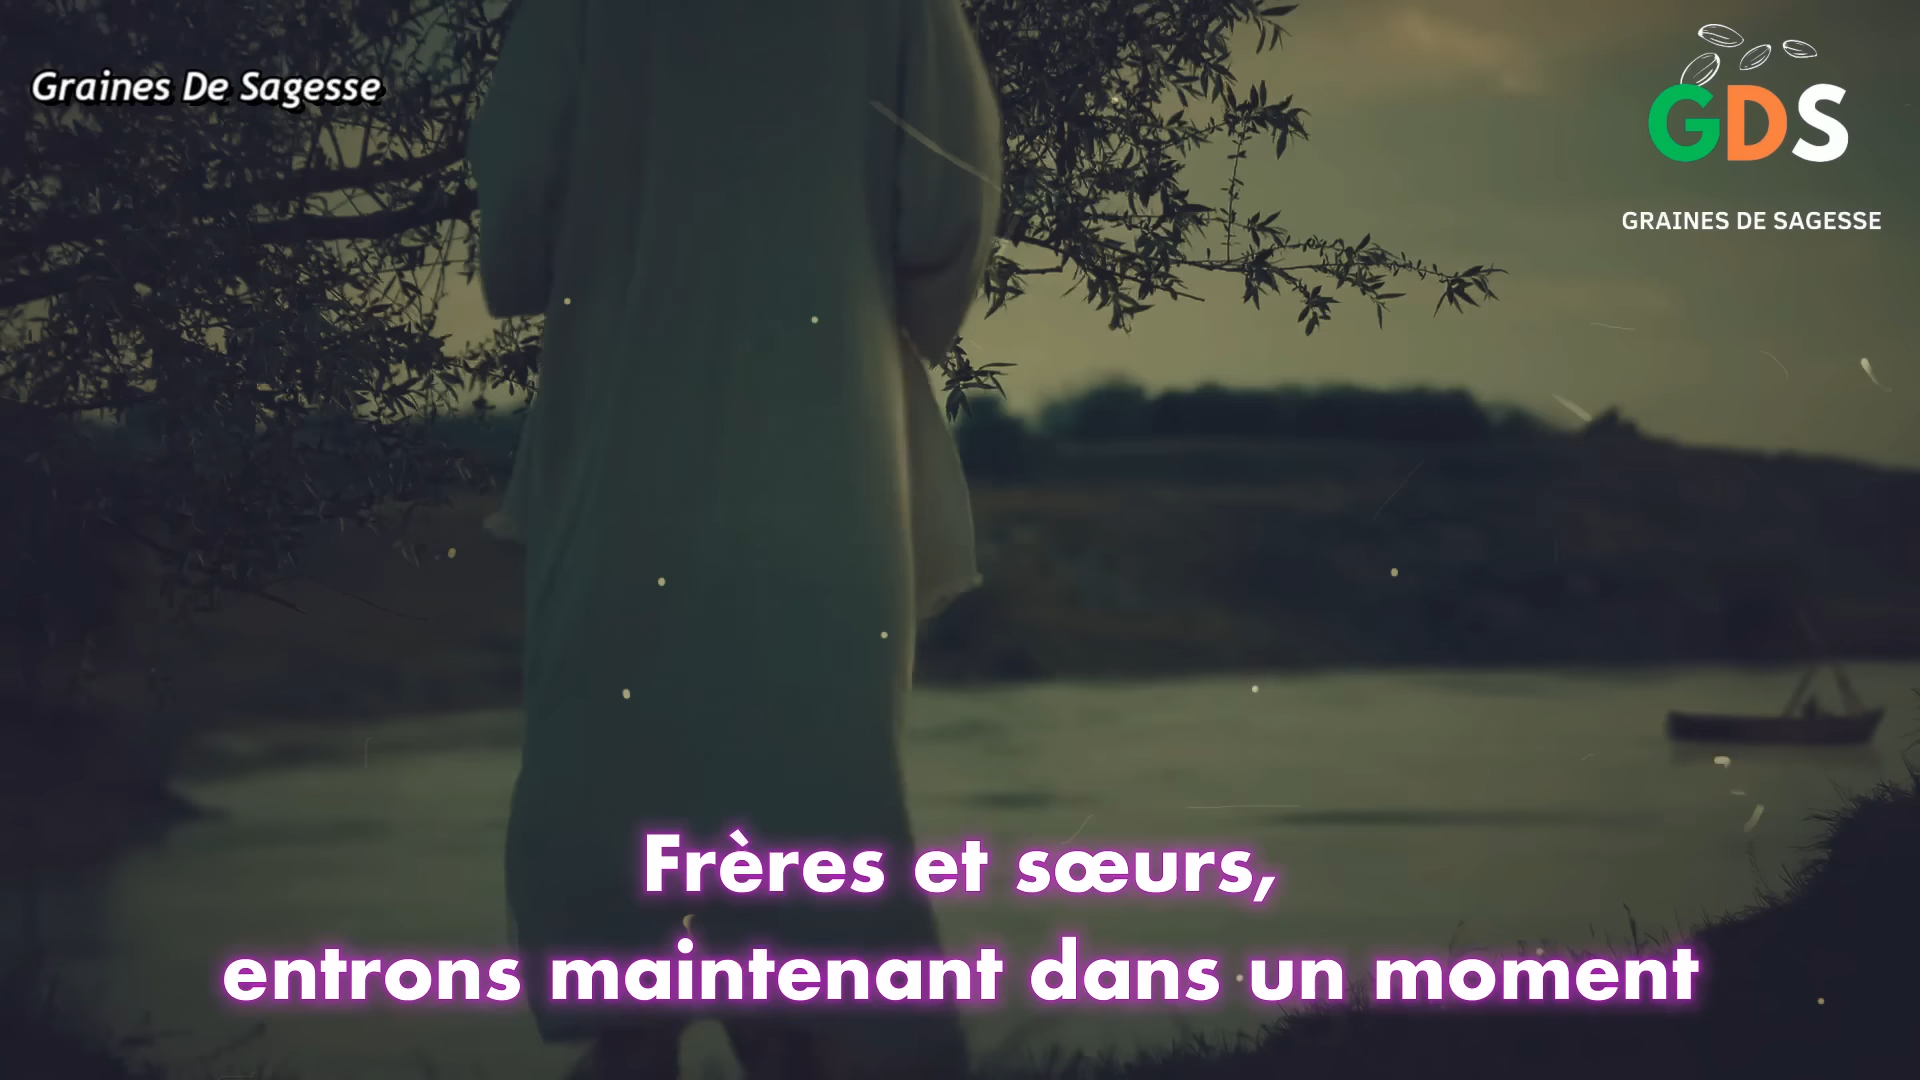 Graines De Sagesse
GDS
GRAINES DE SAGESSE
Frères et sœurs,
entrons maintenant dans un moment